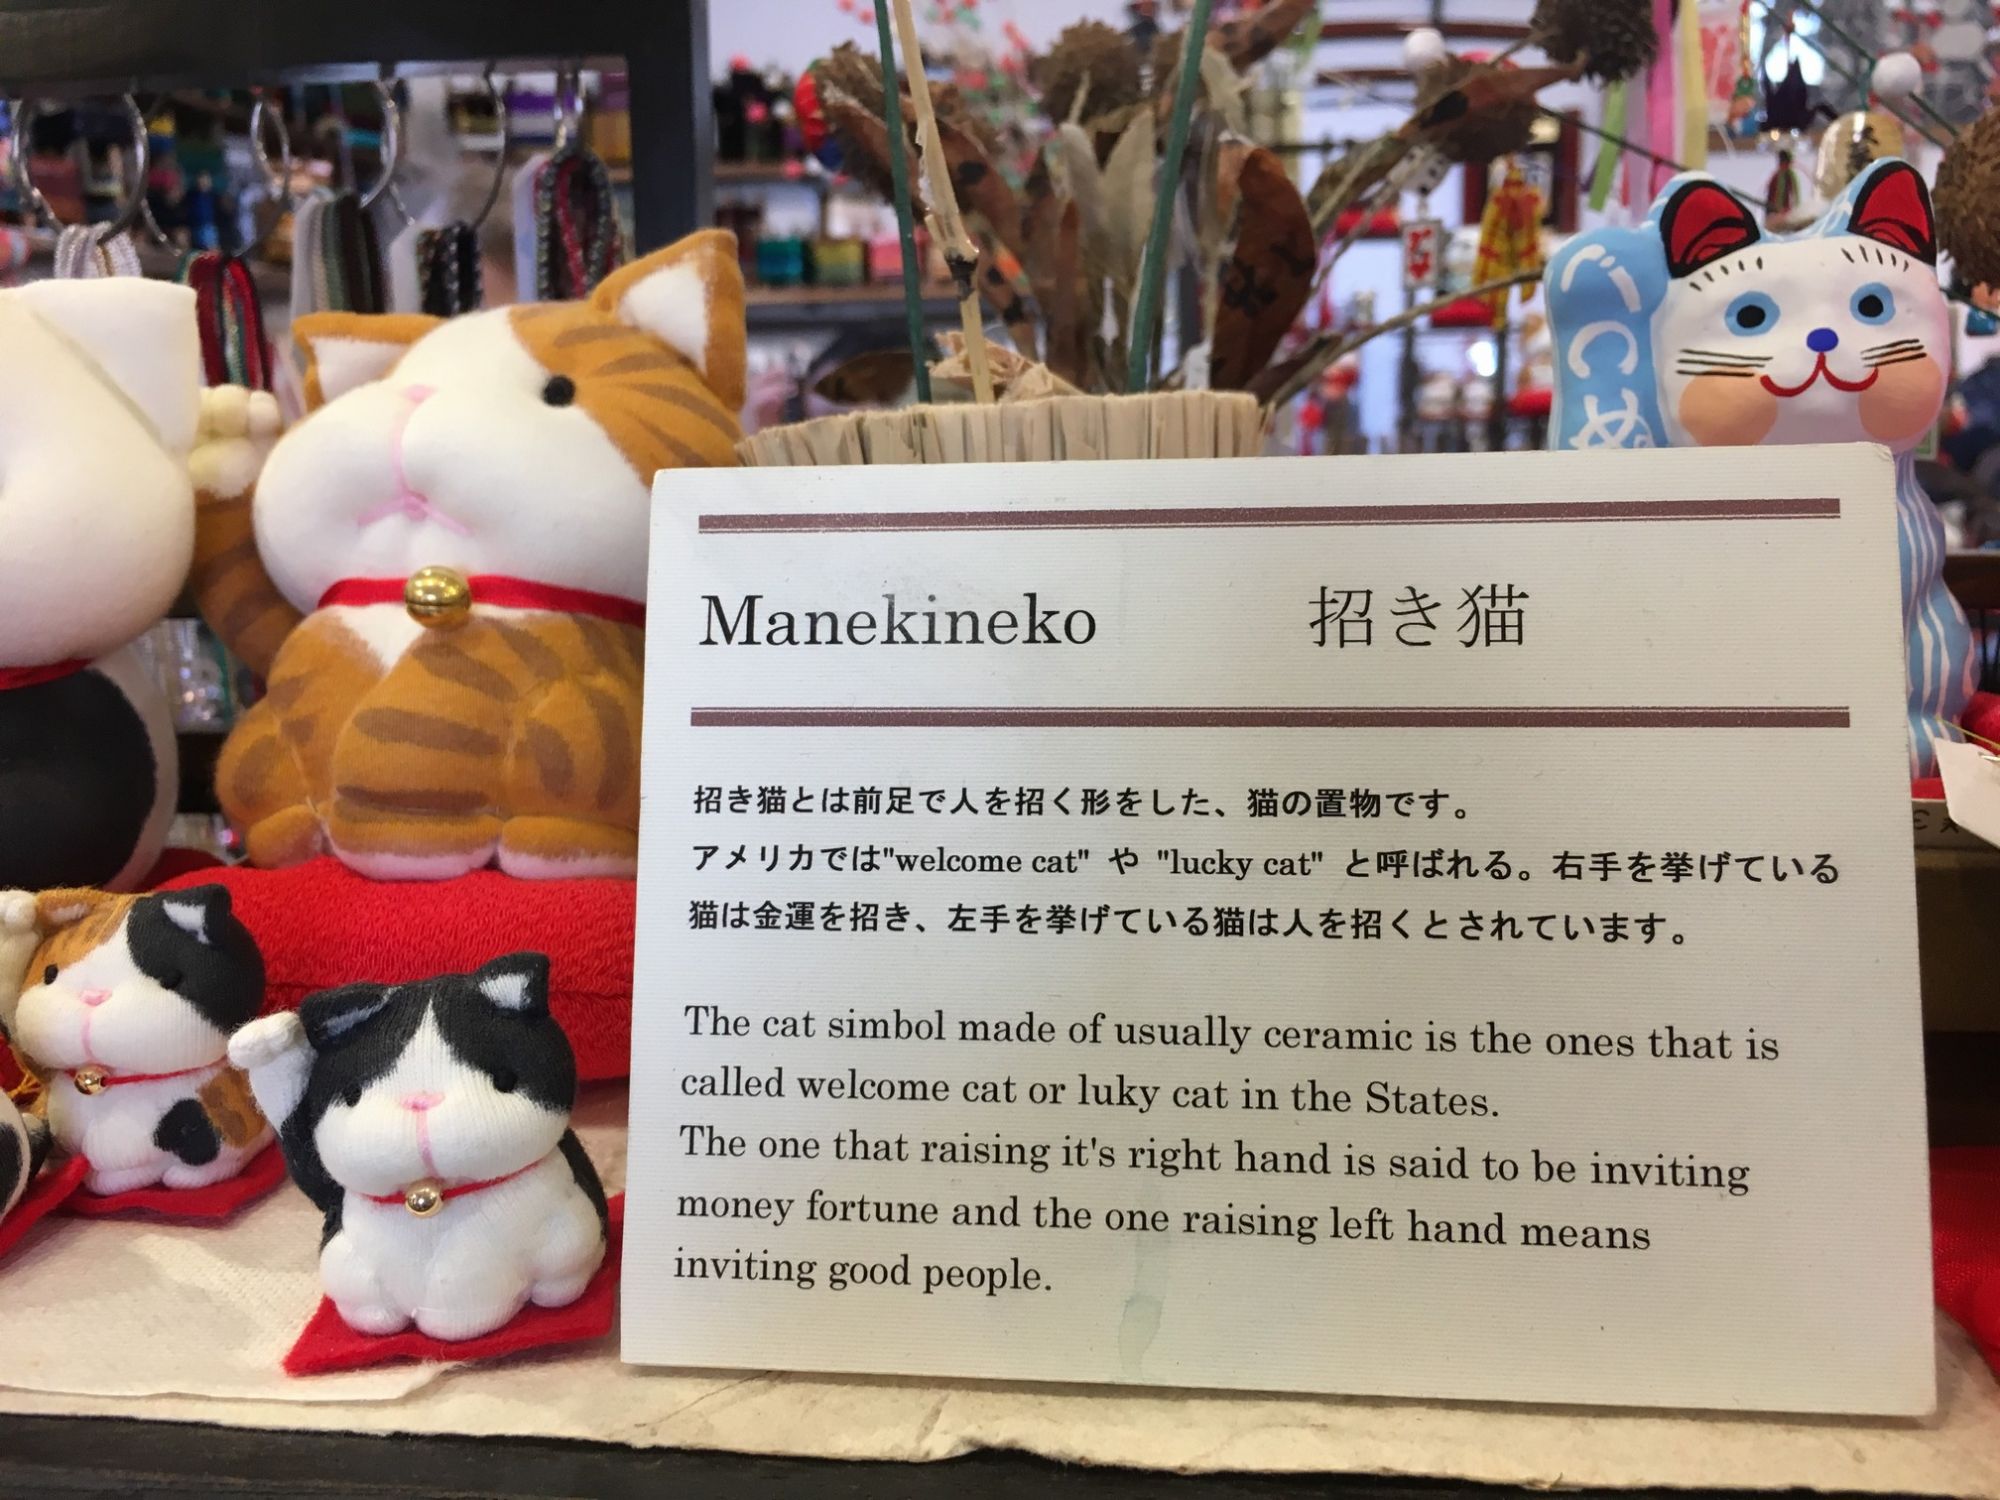 べっぴん
Manekineko 招き猫
招き猫とは前足で人を招く形をした、猫の置物です。
アメリカでは"welcome cat" や "lucky cat" と呼ばれる。右手を挙げている
猫は金運を招き、左手を挙げている猫は人を招くとされています。
The cat simbol made of usually ceramic is the ones that is
called welcome cat or luky cat in the States.
The one that raising it's right hand is said to be inviting
money fortune and the one raising left hand means
inviting good people.